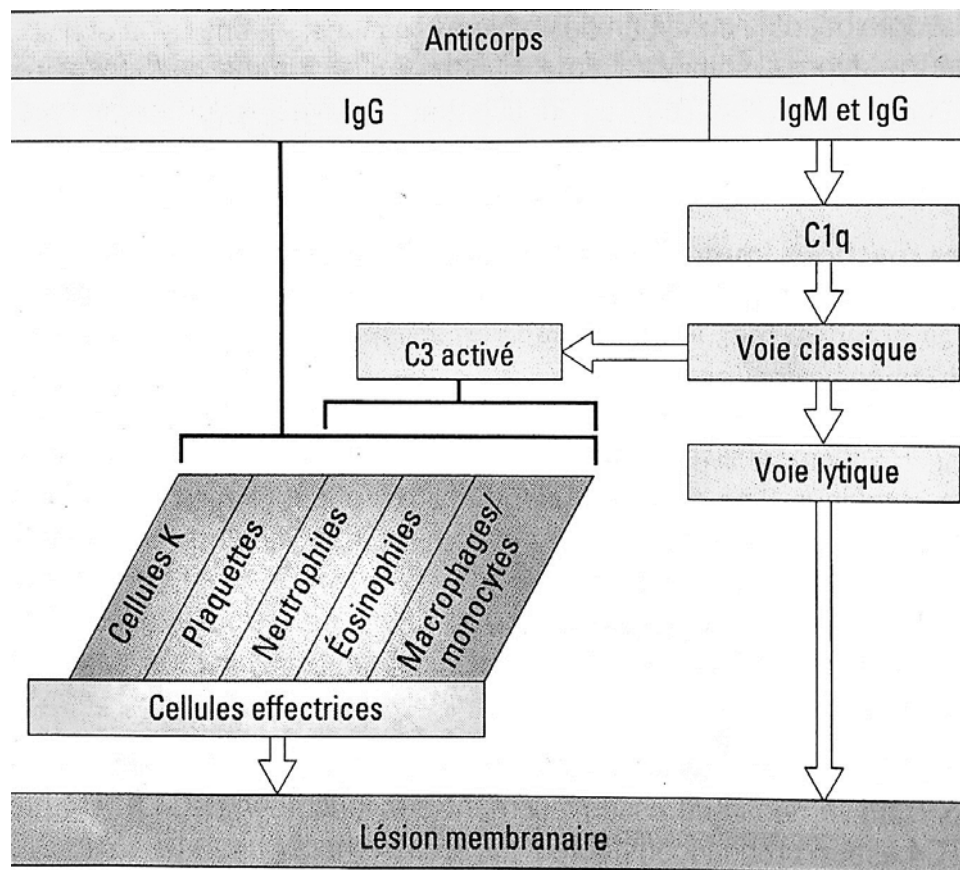 Anticorps
IgG
IgM et IgG
C1q
C3 activé
Voie classique
Voie lytique
Cellules K
Plaquettes
Neutrophiles
Éosinophiles
Macrophages/
monocytes
Cellules effectrices
Lésion membranaire